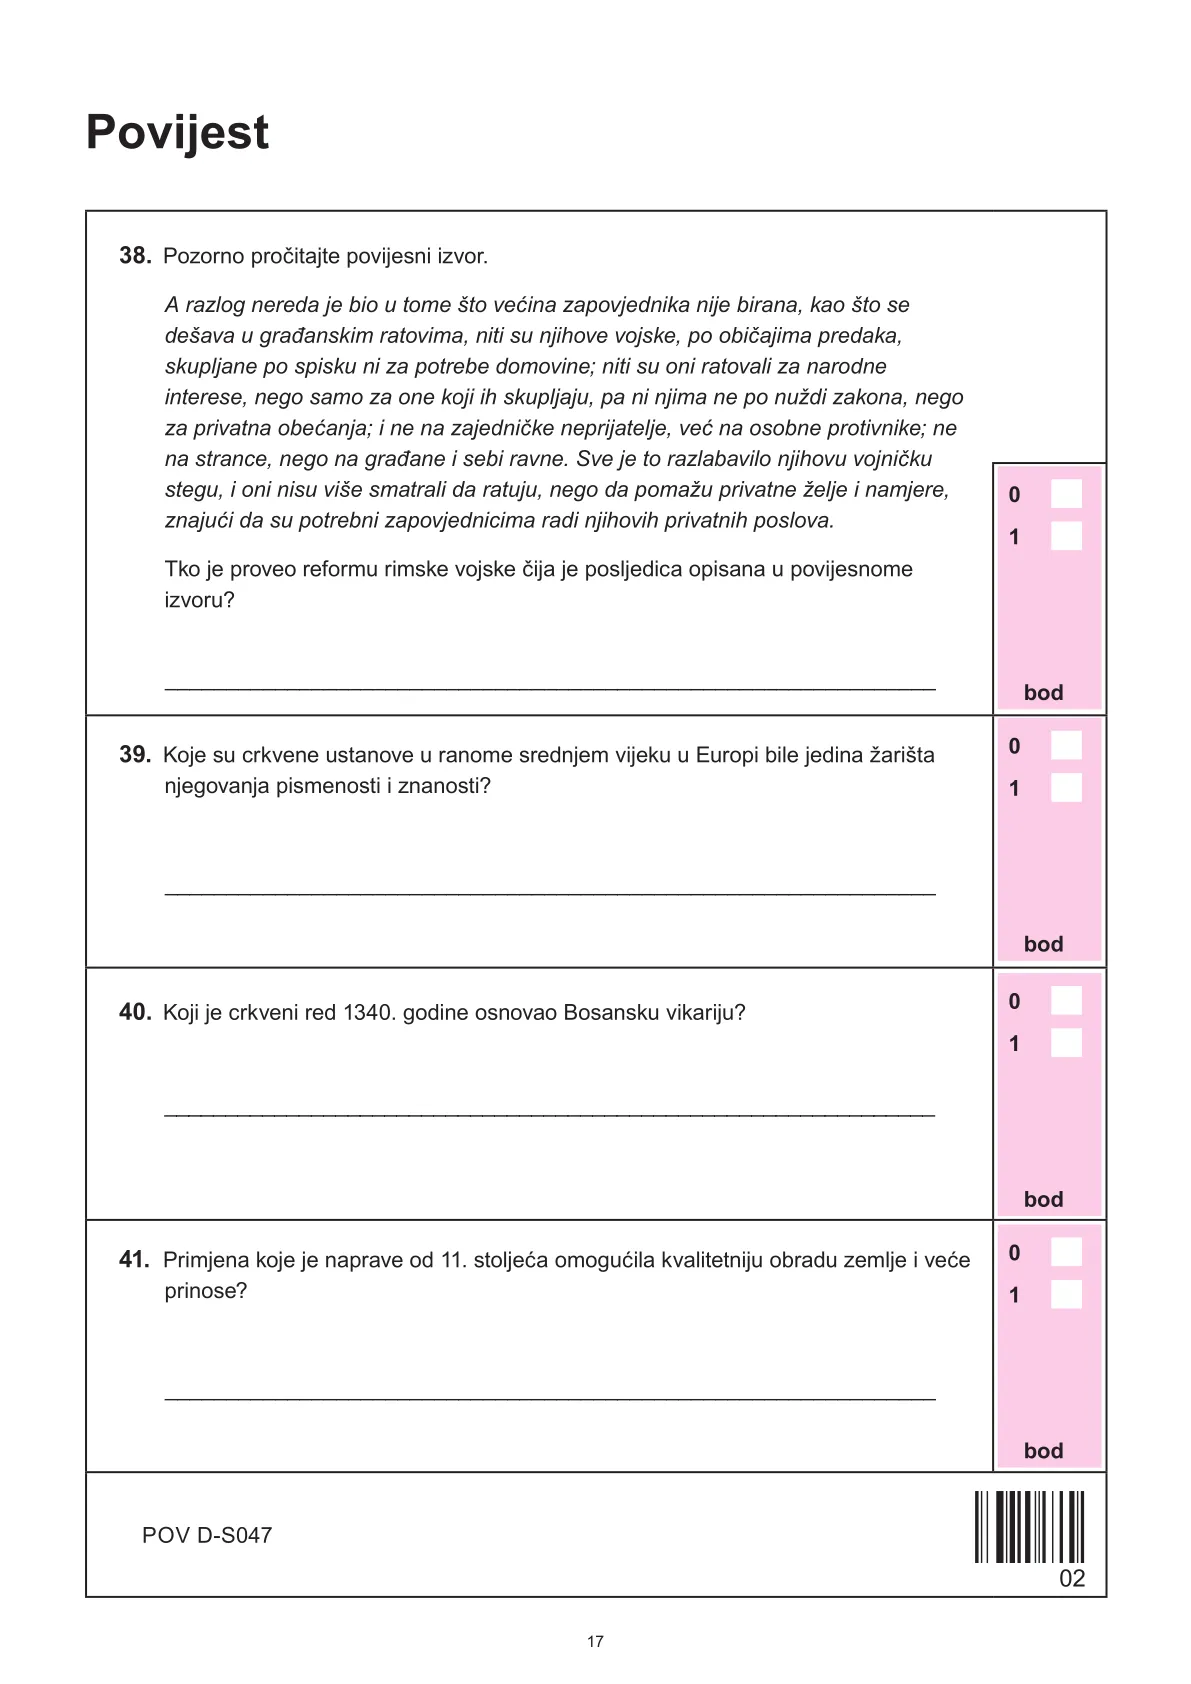 Povijest
38. Pozorno pročitajte povijesni izvor.
A razlog nereda je bio u tome što većina zapovjednika nije birana, kao što se
dešava u građanskim ratovima, niti su njihove vojske, po običajima predaka,
skupljane po spisku ni za potrebe domovine; niti su oni ratovali za narodne
interese, nego samo za one koji ih skupljaju, pa ni njima ne po nuždi zakona, nego
za privatna obećanja; i ne na zajedničke neprijatelje, već na osobne protivnike; ne
na strance, nego na građane i sebi ravne. Sve je to razlabavilo njihovu vojničku
stegu, i oni nisu više smatrali da ratuju, nego da pomažu privatne želje i namjere,
znajući da su potrebni zapovjednicima radi njihovih privatnih poslova.
Tko je proveo reformu rimske vojske čija je posljedica opisana u povijesnome
izvoru?
0
1
bod
39. Koje su crkvene ustanove u ranome srednjem vijeku u Europi bile jedina žarišta
njegovanja pismenosti i znanosti?
0
1
bod
40. Koji je crkveni red 1340. godine osnovao Bosansku vikariju?
0
1
bod
41. Primjena koje je naprave od 11. stoljeća omogućila kvalitetniju obradu zemlje i veće
prinose?
0
1
bod
POV D-S047
02
17